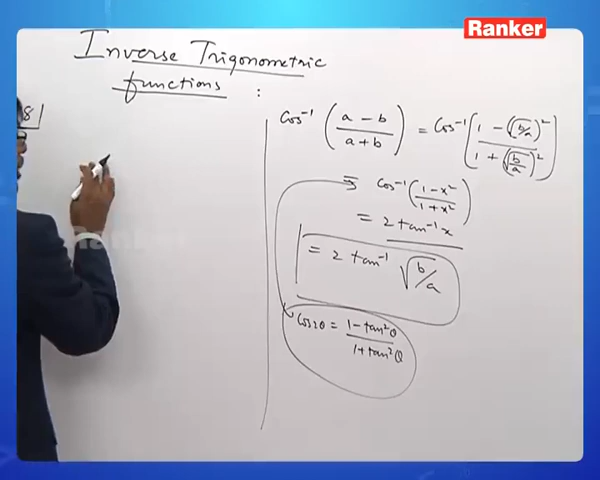 Ranker
Inverse Trigonometric
functions :
8
Cos⁻¹ (a - b / a + b) = Cos⁻¹ (1 - (√b/a)² / 1 + (√b/a)²)
Cos⁻¹ (1 - x² / 1 + x²)
= 2 tan⁻¹ x
= 2 tan⁻¹ √b/a
Cos 2θ = 1 - tan²θ / 1 + tan²θ
Ranker